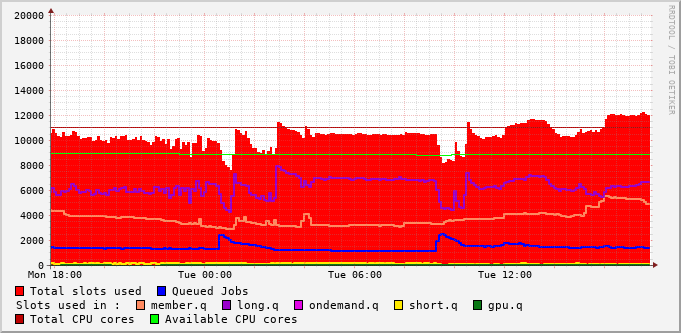 20000
18000
16000
14000
12000
10000
8000
6000
4000
2000
0
Mon 18:00 Tue 00:00 Tue 06:00 Tue 12:00
Total slots used Queued Jobs
Slots used in : member.q long.q ondemand.q short.q gpu.q
Total CPU cores Available CPU cores
RRDTOOL / TOBI OETIKER